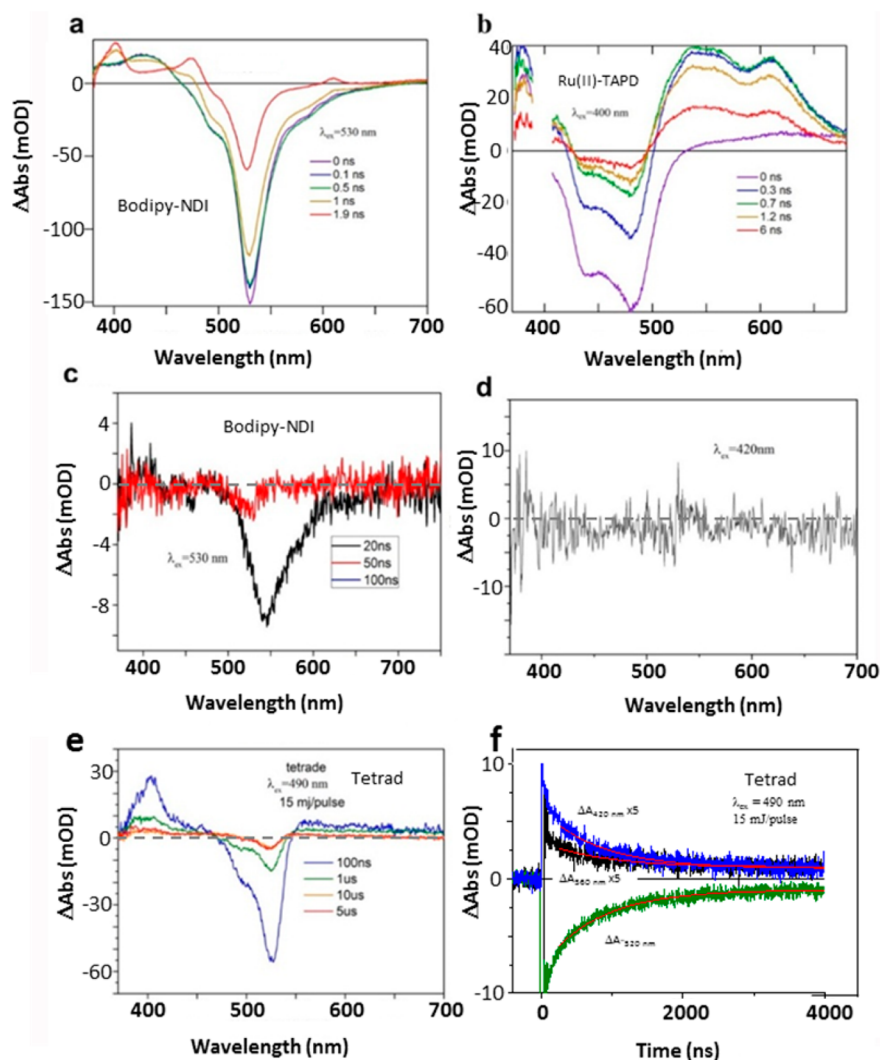 a
ΔAbs (mOD)
0
-50
-100
-150
λex=530 nm
0 ns
0.1 ns
0.5 ns
1 ns
1.9 ns
Bodipy-NDI
400 500 600 700
Wavelength (nm)
b
ΔAbs (mOD)
40
20
0
-20
-40
-60
Ru(II)-TAPD
λex=400 nm
0 ns
0.3 ns
0.7 ns
1.2 ns
6 ns
400 500 600
Wavelength (nm)
c
ΔAbs (mOD)
4
0
-4
-8
Bodipy-NDI
λex=530 nm
20ns
50ns
100ns
400 500 600 700
Wavelength (nm)
d
ΔAbs (mOD)
10
0
-10
λex=420nm
400 500 600 700
Wavelength (nm)
e
ΔAbs (mOD)
30
0
-30
-60
tetrade
λex=490 nm
15 mj/pulse
Tetrad
100ns
1us
10us
5us
400 500 600 700
Wavelength (nm)
f
ΔAbs (mOD)
10
0
-10
Tetrad
λex = 490 nm
15 mJ/pulse
ΔA420 nm x5
ΔA560 nm x5
ΔA-520 nm
0 2000 4000
Time (ns)